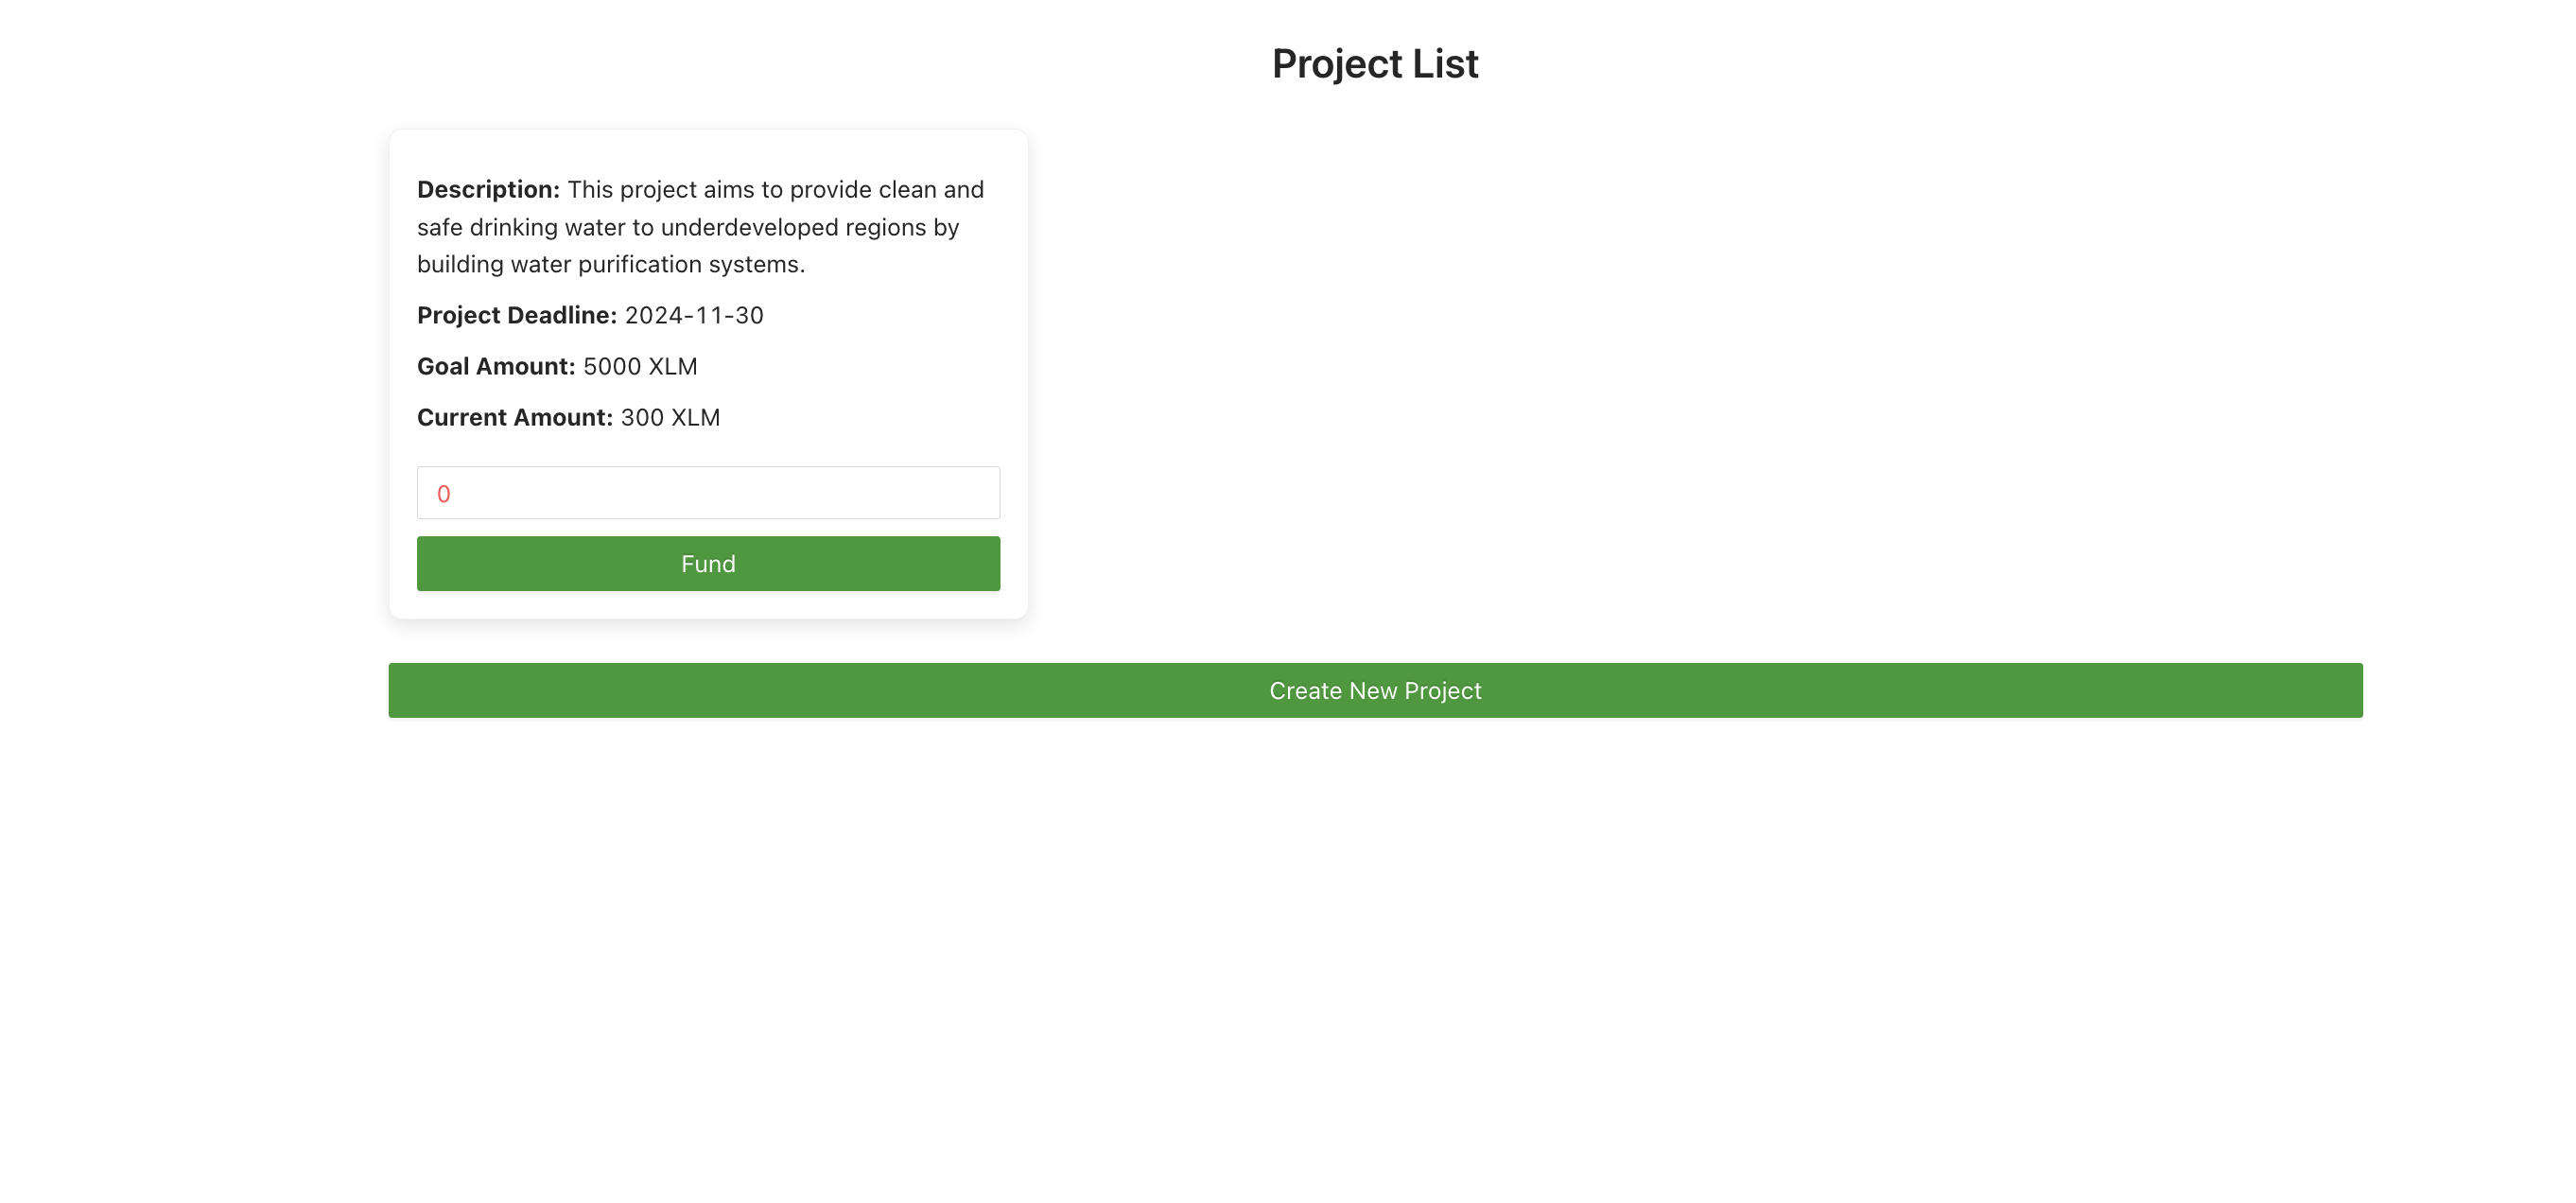 Project List
Description: This project aims to provide clean and
safe drinking water to underdeveloped regions by
building water purification systems.
Project Deadline: 2024-11-30
Goal Amount: 5000 XLM
Current Amount: 300 XLM
0
Fund
Create New Project